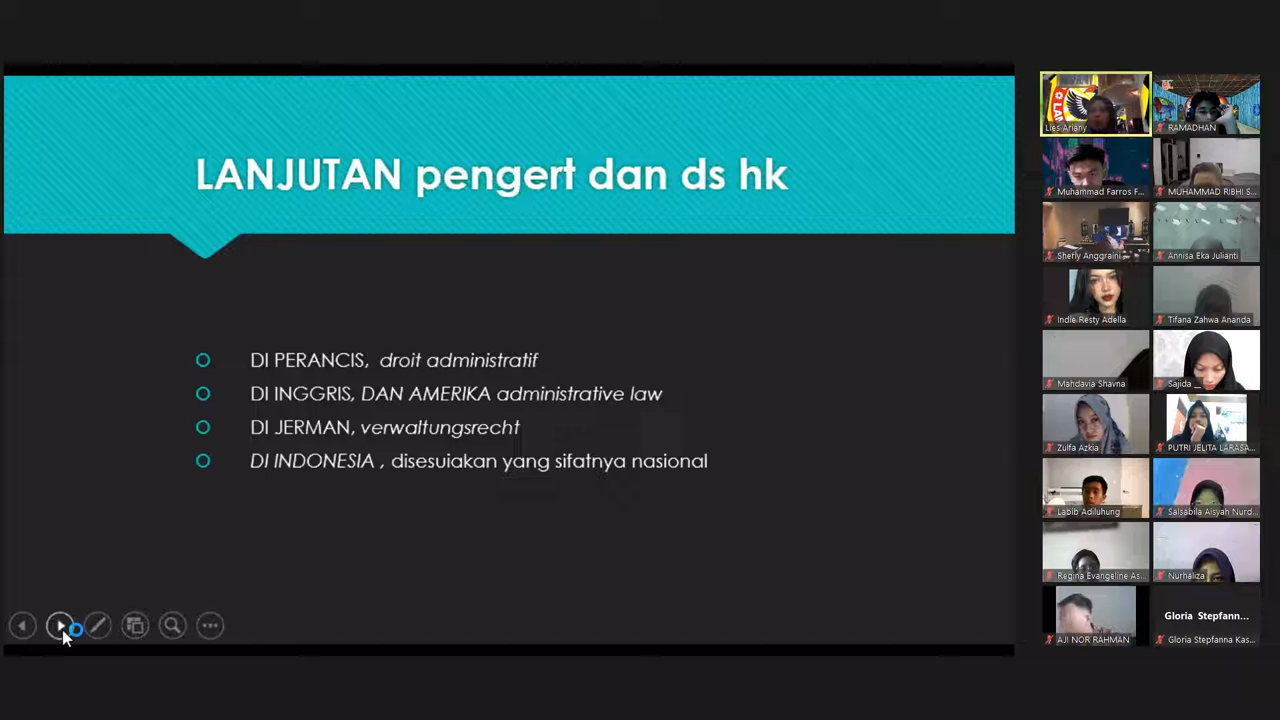 LANJUTAN pengert dan ds hk
DI PERANCIS, droit administratif
DI INGGRIS, DAN AMERIKA administrative law
DI JERMAN, verwaltungsrecht
DI INDONESIA , disesuiakan yang sifatnya nasional
Lies Ariany
RAMADHAN
Muhammad Farros F...
MUHAMMAD RIBHI S...
Sherly Anggraini
Annisa Eka Julianti
Indie Resty Adella
Tifana Zahwa Ananda
Mahdavia Shavna
Sajida __
Zulfa Azkia
PUTRI JELITA LARASA...
Labib Adiluhung
Salsabila Aisyah Nurd...
Regina Evangeline As...
Nurhaliza
AJI NOR RAHMAN
Gloria Stepfann...
Gloria Stepfanna Kas...